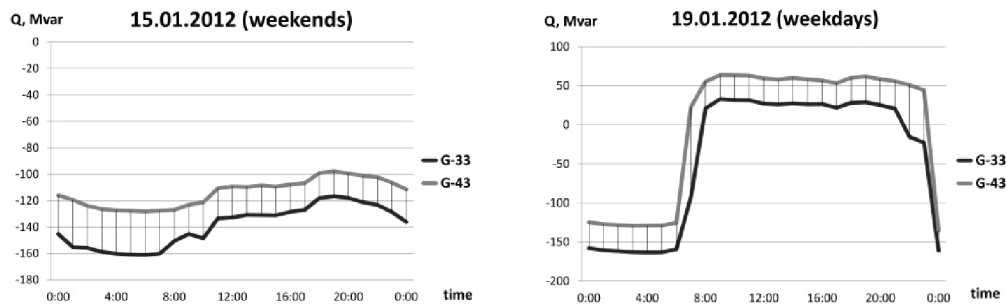 Q, Mvar 15.01.2012 (weekends)
0
-20
-40
-60
-80
-100
-120
-140
-160
-180
0:00 4:00 8:00 12:00 16:00 20:00 0:00 time
G-33
G-43
Q, Mvar 19.01.2012 (weekdays)
100
50
0
-50
-100
-150
-200
0:00 4:00 8:00 12:00 16:00 20:00 0:00 time
G-33
G-43